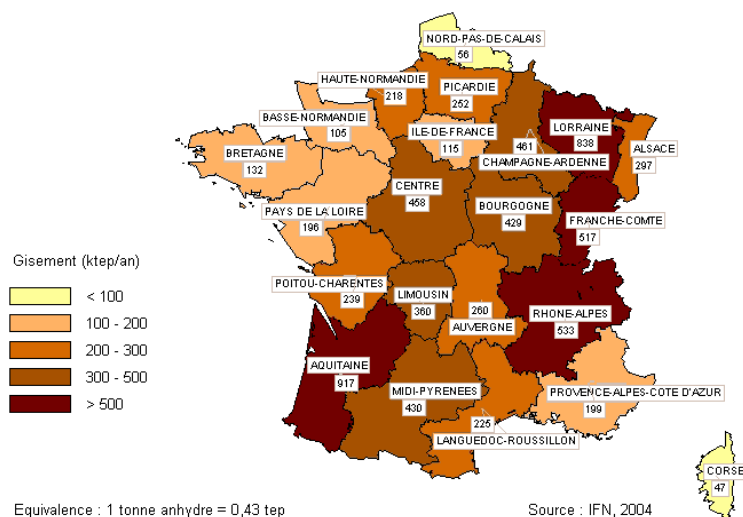 NORD-PAS-DE-CALAIS
56
HAUTE-NORMANDIE
218
PICARDIE
252
BASSE-NORMANDIE
105
ILE-DE-FRANCE
115
LORRAINE
838
461
CHAMPAGNE-ARDENNE
ALSACE
297
BRETAGNE
132
CENTRE
458
BOURGOGNE
429
PAYS DE LA LOIRE
196
FRANCHE-COMTE
517
Gisement (ktep/an)
< 100
100 - 200
200 - 300
300 - 500
> 500
POITOU-CHARENTES
239
LIMOUSIN
360
260
AUVERGNE
RHONE-ALPES
533
AQUITAINE
917
MIDI-PYRENEES
430
PROVENCE-ALPES-COTE D'AZUR
199
225
LANGUEDOC-ROUSSILLON
CORSE
47
Equivalence : 1 tonne anhydre = 0,43 tep
Source : IFN, 2004